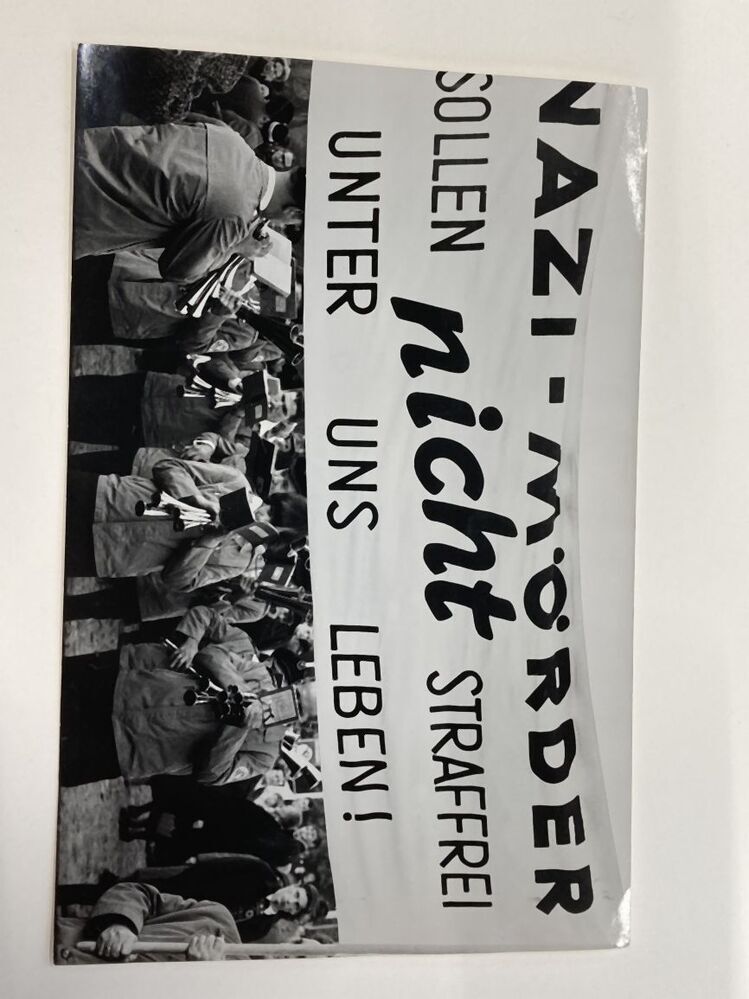 NAZI-MÖRDER
SOLLEN nicht STRAFFREI
UNTER UNS LEBEN!